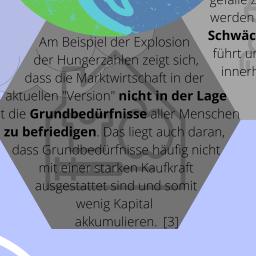 gefälle z
werden
Schwäc
führt u
innerh
Am Beispiel der Explosion
der Hungerzahlen zeigt sich,
dass die Marktwirtschaft in der
aktuellen "Version" nicht in der Lage
t die Grundbedürfnisse aller Menschen
zu befriedigen. Das liegt auch daran,
dass Grundbedürfnisse häufig nicht
mit einer starken Kaufkraft
ausgestattet sind und somit
wenig Kapital
akkumulieren. [3]